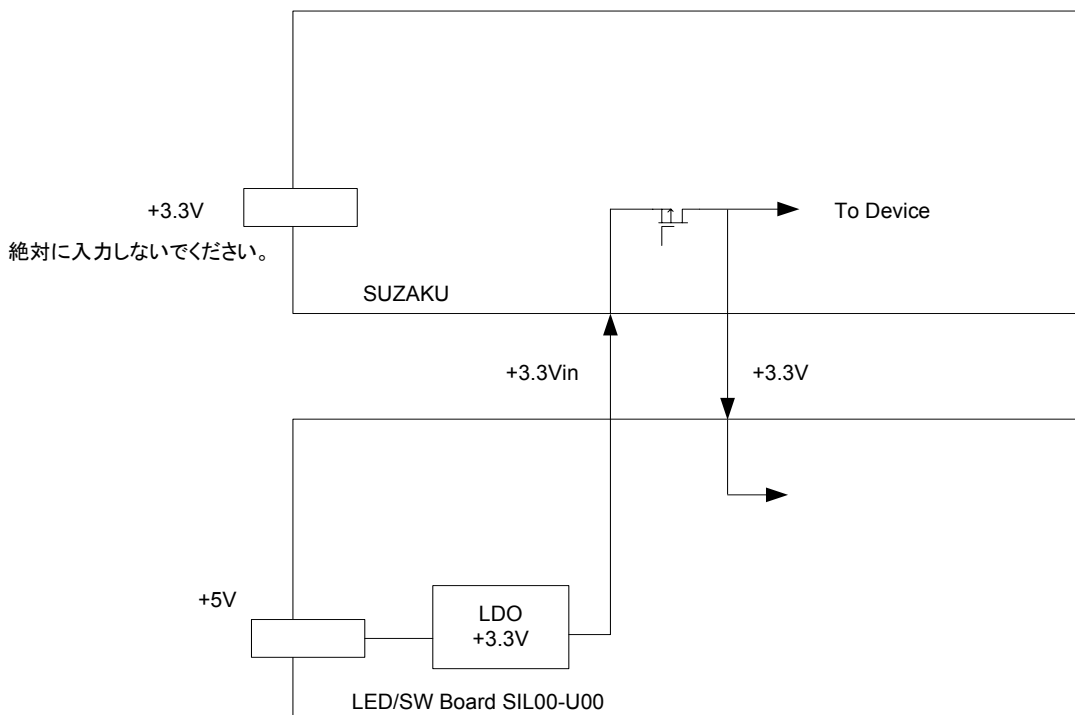 +3.3V
絶対に入力しないでください。
To Device
SUZAKU
+3.3Vin
+3.3V
+5V
LDO
+3.3V
LED/SW Board SIL00-U00